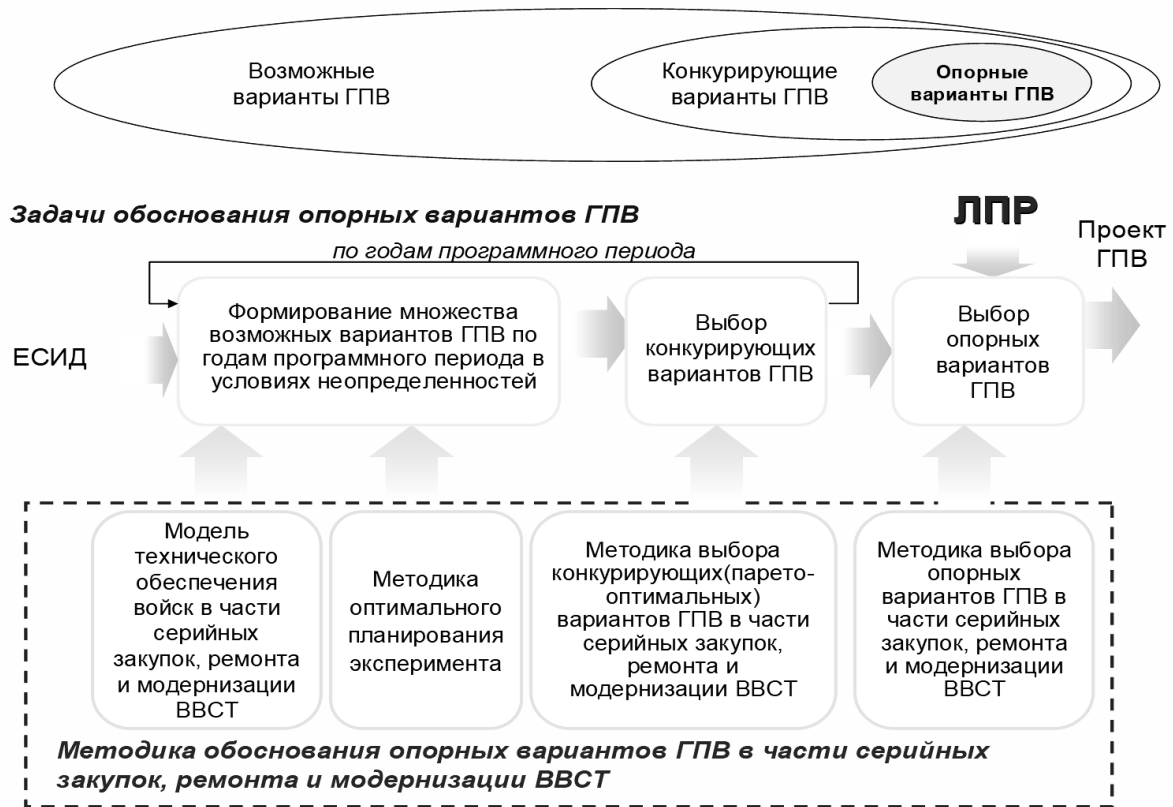 Возможные
варианты ГПВ
Конкурирующие
варианты ГПВ
Опорные
варианты ГПВ
Задачи обоснования опорных вариантов ГПВ
по годам программного периода
ЛПР
Проект
ГПВ
ЕСИД
Формирование множества
возможных вариантов ГПВ по
годам программного периода в
условиях неопределенностей
Выбор
конкурирующих
вариантов ГПВ
Выбор
опорных
вариантов
ГПВ
Модель
технического
обеспечения
войск в части
серийных
закупок, ремонта
и модернизации
ВВСТ
Методика
оптимального
планирования
эксперимента
Методика выбора
конкурирующих(парето-
оптимальных)
вариантов ГПВ в части
серийных закупок,
ремонта и
модернизации ВВСТ
Методика выбора
опорных
вариантов ГПВ в
части серийных
закупок, ремонта
и модернизации
ВВСТ
Методика обоснования опорных вариантов ГПВ в части серийных
закупок, ремонта и модернизации ВВСТ